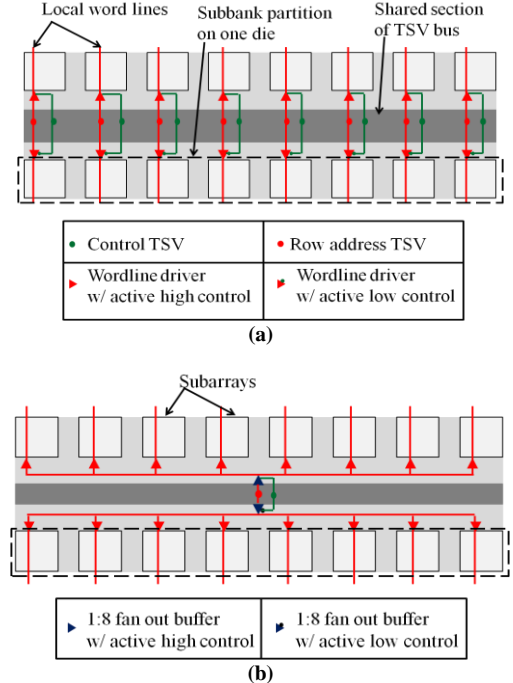 Local word lines
Subbank partition
on one die
Shared section
of TSV bus
Control TSV
Row address TSV
Wordline driver
w/ active high control
Wordline driver
w/ active low control
(a)
Subarrays
1:8 fan out buffer
w/ active high control
1:8 fan out buffer
w/ active low control
(b)